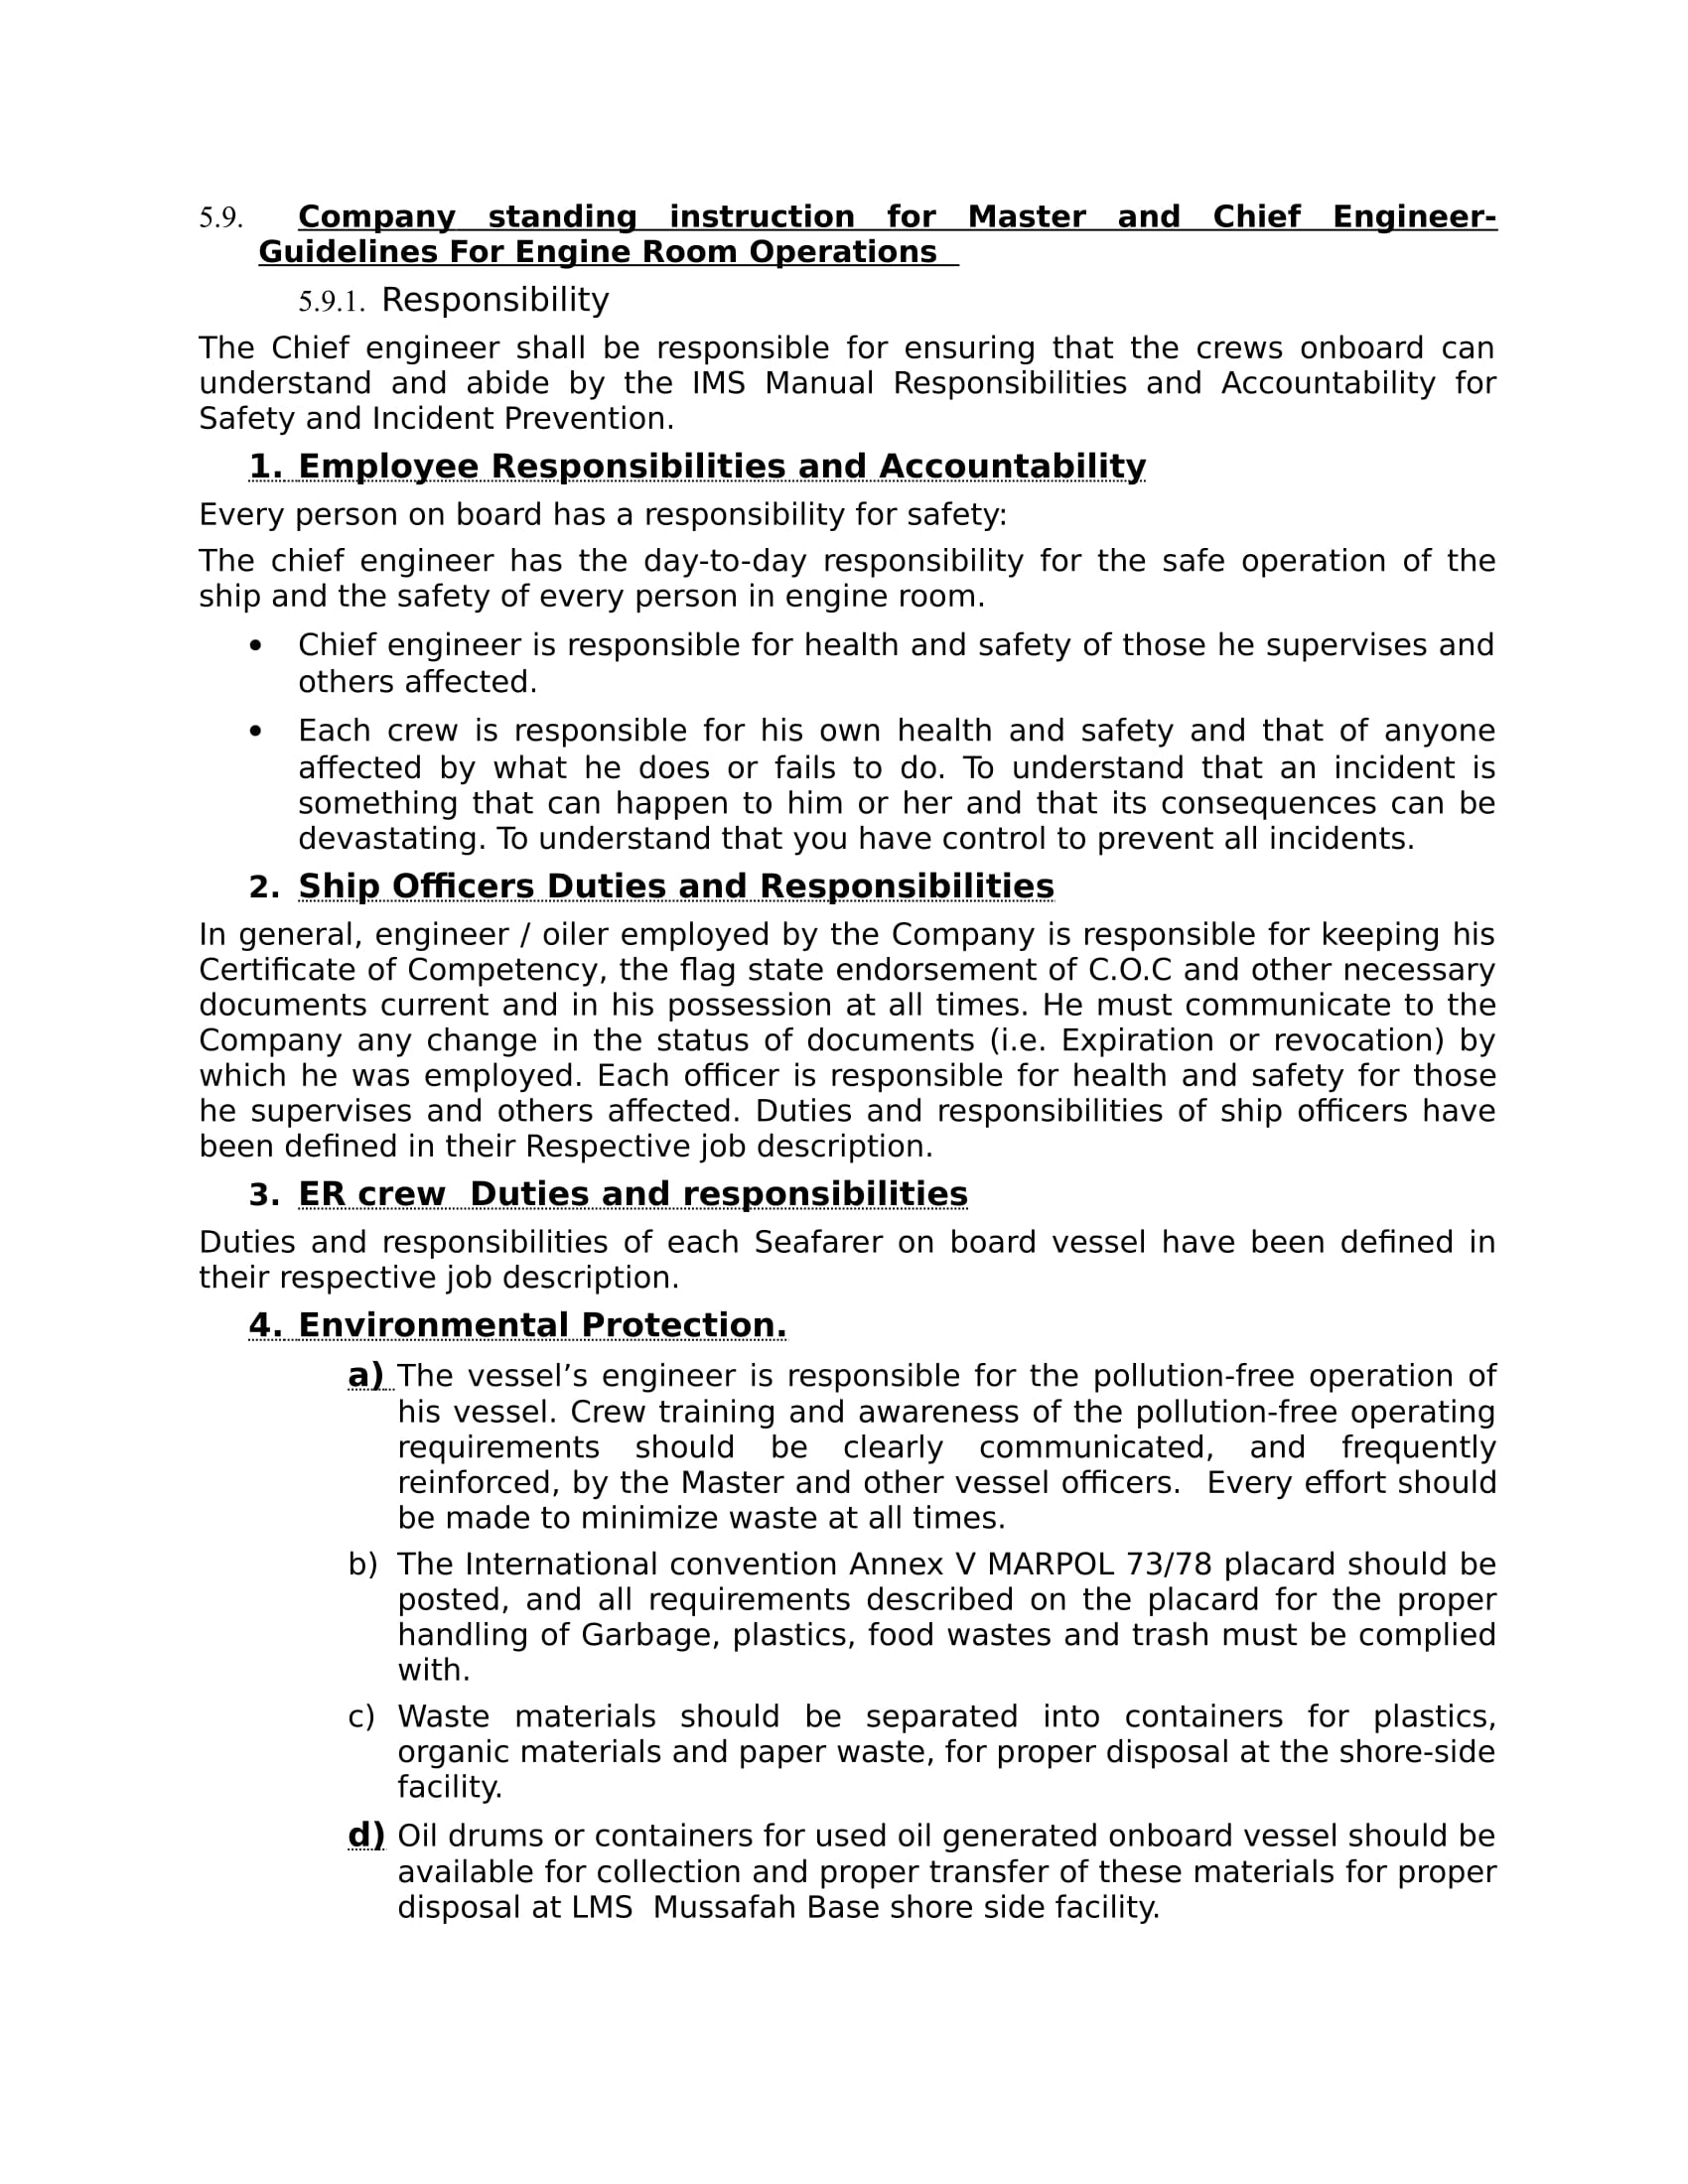 5.9. Company standing instruction for Master and Chief Engineer-
Guidelines For Engine Room Operations
5.9.1. Responsibility
The Chief engineer shall be responsible for ensuring that the crews onboard can
understand and abide by the IMS Manual Responsibilities and Accountability for
Safety and Incident Prevention.
1. Employee Responsibilities and Accountability
Every person on board has a responsibility for safety:
The chief engineer has the day-to-day responsibility for the safe operation of the
ship and the safety of every person in engine room.
• Chief engineer is responsible for health and safety of those he supervises and
others affected.
• Each crew is responsible for his own health and safety and that of anyone
affected by what he does or fails to do. To understand that an incident is
something that can happen to him or her and that its consequences can be
devastating. To understand that you have control to prevent all incidents.
2. Ship Officers Duties and Responsibilities
In general, engineer / oiler employed by the Company is responsible for keeping his
Certificate of Competency, the flag state endorsement of C.O.C and other necessary
documents current and in his possession at all times. He must communicate to the
Company any change in the status of documents (i.e. Expiration or revocation) by
which he was employed. Each officer is responsible for health and safety for those
he supervises and others affected. Duties and responsibilities of ship officers have
been defined in their Respective job description.
3. ER crew  Duties and responsibilities
Duties and responsibilities of each Seafarer on board vessel have been defined in
their respective job description.
4. Environmental Protection.
a) The vessel’s engineer is responsible for the pollution-free operation of
his vessel. Crew training and awareness of the pollution-free operating
requirements should be clearly communicated, and frequently
reinforced, by the Master and other vessel officers.  Every effort should
be made to minimize waste at all times.
b) The International convention Annex V MARPOL 73/78 placard should be
posted, and all requirements described on the placard for the proper
handling of Garbage, plastics, food wastes and trash must be complied
with.
c) Waste materials should be separated into containers for plastics,
organic materials and paper waste, for proper disposal at the shore-side
facility.
d) Oil drums or containers for used oil generated onboard vessel should be
available for collection and proper transfer of these materials for proper
disposal at LMS  Mussafah Base shore side facility.